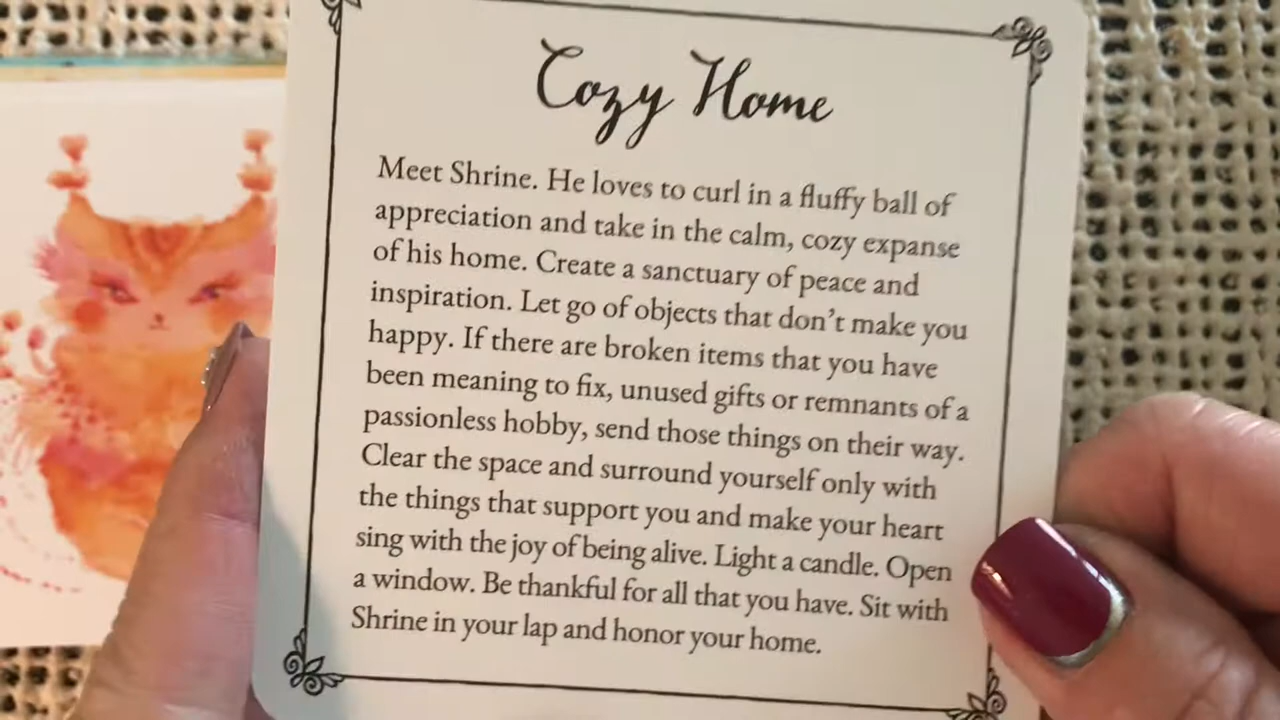 Cozy Home
Meet Shrine. He loves to curl in a fluffy ball of
appreciation and take in the calm, cozy expanse
of his home. Create a sanctuary of peace and
inspiration. Let go of objects that don't make you
happy. If there are broken items that you have
been meaning to fix, unused gifts or remnants of a
passionless hobby, send those things on their way.
Clear the space and surround yourself only with
the things that support you and make your heart
sing with the joy of being alive. Light a candle. Open
a window. Be thankful for all that you have. Sit with
Shrine in your lap and honor your home.